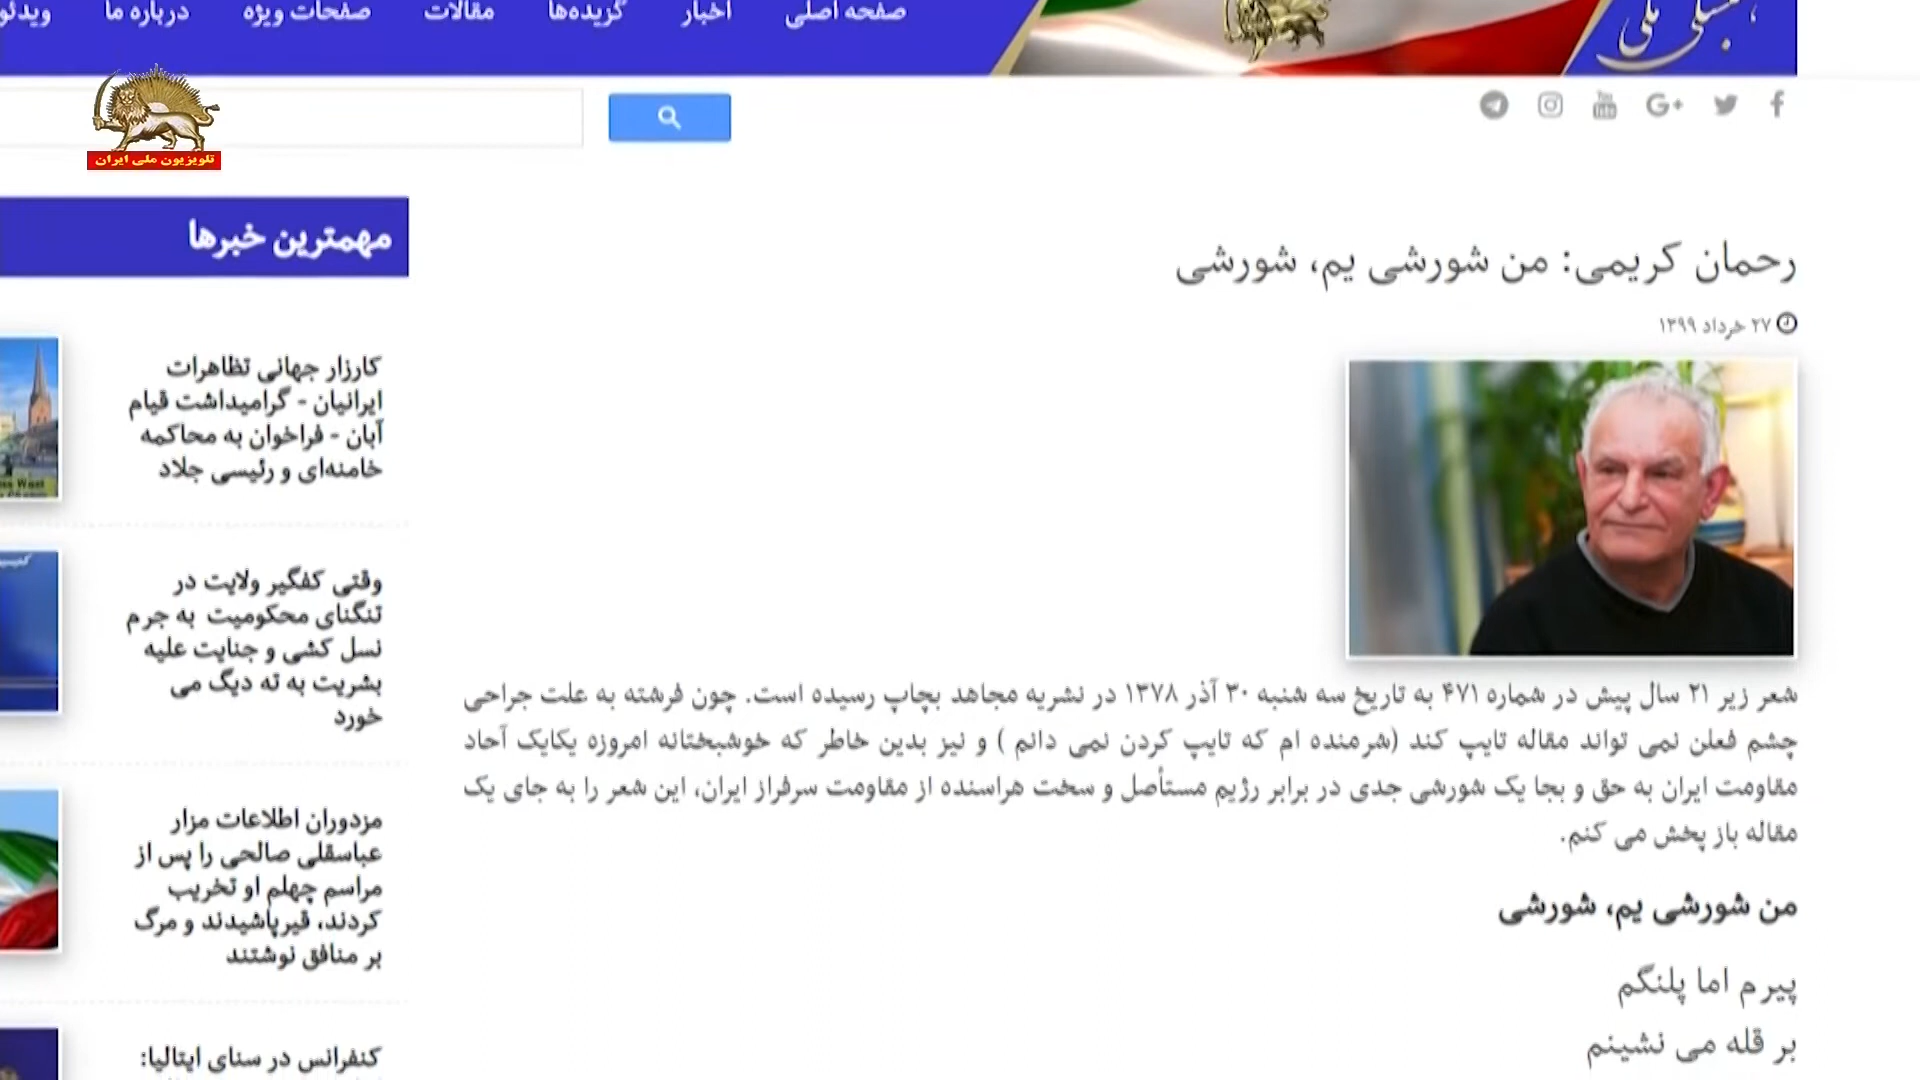 صفحه اصلی
اخبار
گزیده‌ها
مقالات
صفحات ویژه
درباره ما
تلویزیون ملی ایران
رحمان کریمی: من شورشی یم، شورشی
۲۷ خرداد ۱۳۹۹
شعر زیر ۲۱ سال پیش در شماره ۴۷۱ به تاریخ سه شنبه ۳۰ آذر ۱۳۷۸ در نشریه مجاهد بچاپ رسیده است. چون فرشته به علت جراحی
چشم فعلن نمی تواند مقاله تایپ کند (شرمنده ام که تایپ کردن نمی دانم ) و نیز بدین خاطر که خوشبختانه امروزه یکایک آحاد
مقاومت ایران به حق و بجا یک شورشی جدی در برابر رژیم مستأصل و سخت هراسنده از مقاومت سرفراز ایران، این شعر را به جای یک
مقاله باز پخش می کنم.
من شورشی یم، شورشی
پیرم اما پلنگم
بر قله می نشینم
مهمترین خبرها
کارزار جهانی تظاهرات
ایرانیان - گرامیداشت قیام
آبان - فراخوان به محاکمه
خامنه‌ای و رئیسی جلاد
وقتی کفگیر ولایت در
تنگنای محکومیت به جرم
نسل کشی و جنایت علیه
بشریت به ته دیگ می
خورد
مزدوران اطلاعات مزار
عباسقلی صالحی را پس از
مراسم چهلم او تخریب
کردند، قیرپاشیدند و مرگ
بر منافق نوشتند
کنفرانس در سنای ایتالیا: